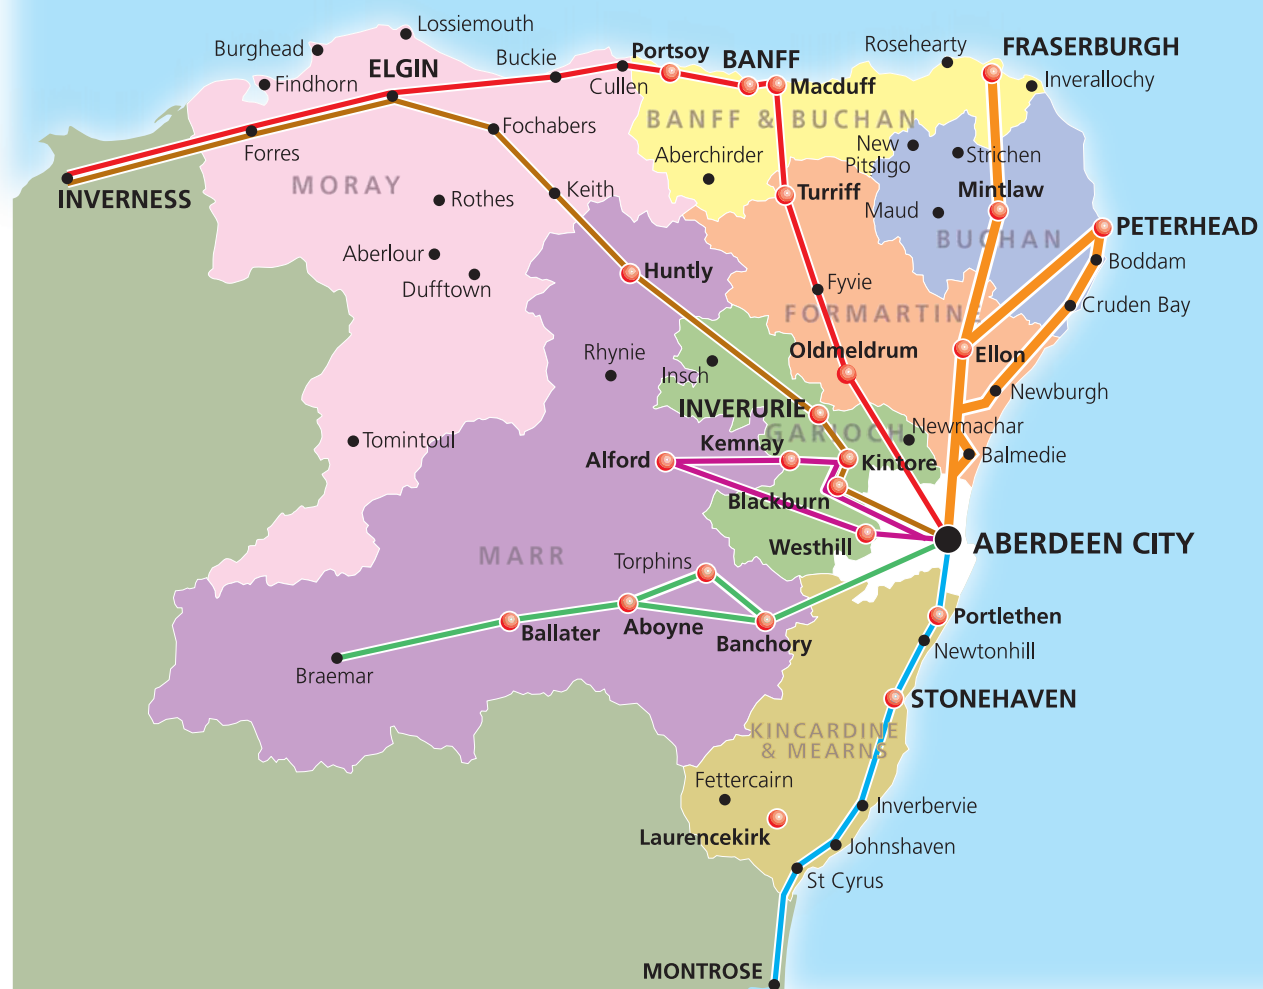 Lossiemouth
Burghead
Rosehearty
FRASERBURGH
Portsoy
BANFF
Buckie
ELGIN
Findhorn
Cullen
Macduff
Inverallochy
BANFF & BUCHAN
Fochabers
Forres
Aberchirder
New
Pitsligo
Strichen
MORAY
Keith
Turriff
Mintlaw
INVERNESS
Rothes
Maud
PETERHEAD
BUCHAN
Aberlour
Boddam
Huntly
Dufftown
Fyvie
Cruden Bay
FORMARTINE
Rhynie
Oldmeldrum
Ellon
Insch
Newburgh
INVERURIE
GARIOCH
Newmachar
Tomintoul
Kemnay
Alford
Kintore
Balmedie
Blackburn
Westhill
ABERDEEN CITY
MARR
Torphins
Portlethen
Ballater
Aboyne
Banchory
Newtonhill
Braemar
STONEHAVEN
KINCARDINE
& MEARNS
Fettercairn
Inverbervie
Laurencekirk
Johnshaven
St Cyrus
MONTROSE